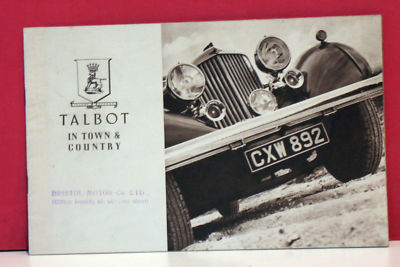 TALBOT
IN TOWN &
COUNTRY
BRISTOL MOTOR Co. LTD.,
CXW 892